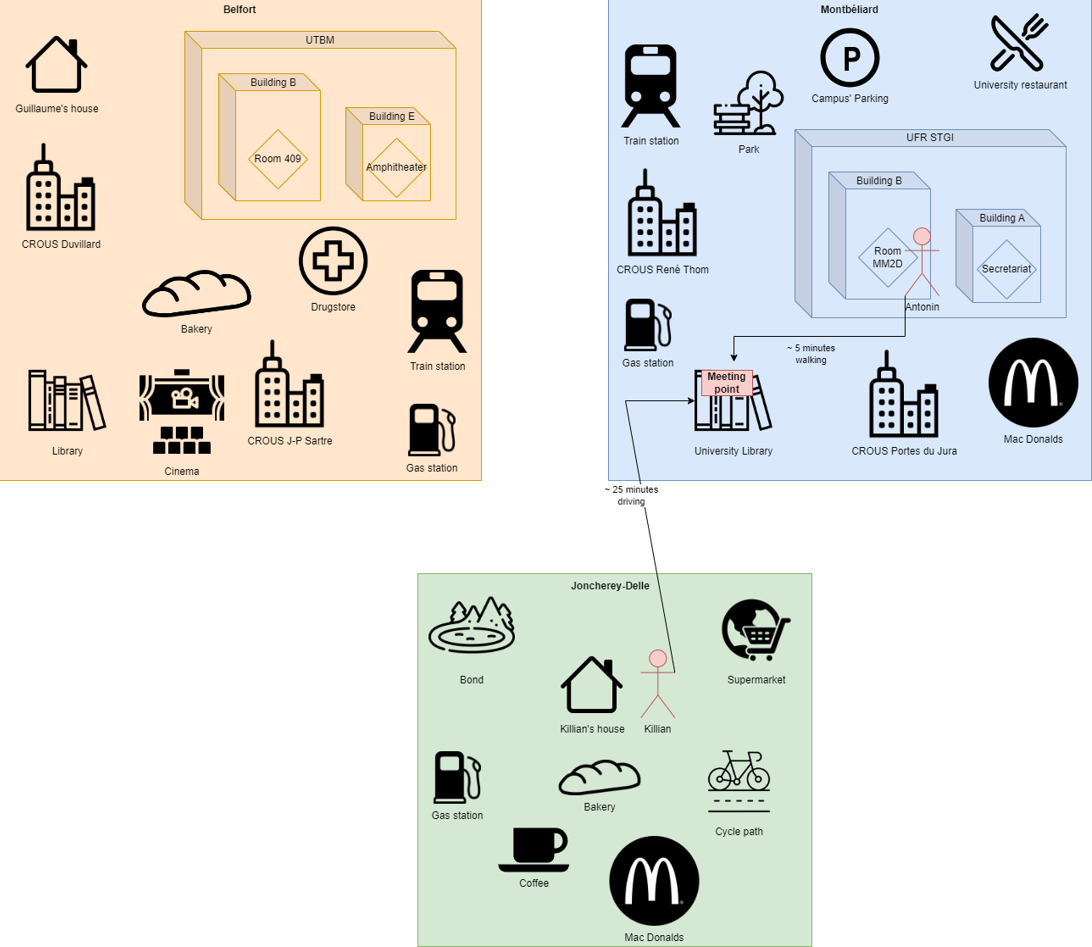 Belfort
UTBM
Guillaume's house
Building B
Room 409
Building E
Amphitheater
CROUS Duvillard
Drugstore
Bakery
Train station
Library
Cinema
CROUS J-P Sartre
Gas station
Montbéliard
Train station
Park
P
Campus' Parking
University restaurant
UFR STGI
Building B
Room
MM2D
Building A
Secretariat
Antonin
CROUS René Thom
Gas station
~ 5 minutes
walking
Meeting
point
University Library
CROUS Portes du Jura
Mac Donalds
~ 25 minutes
driving
Joncherey-Delle
Bond
Killian's house
Killian
Supermarket
Gas station
Bakery
Cycle path
Coffee
Mac Donalds